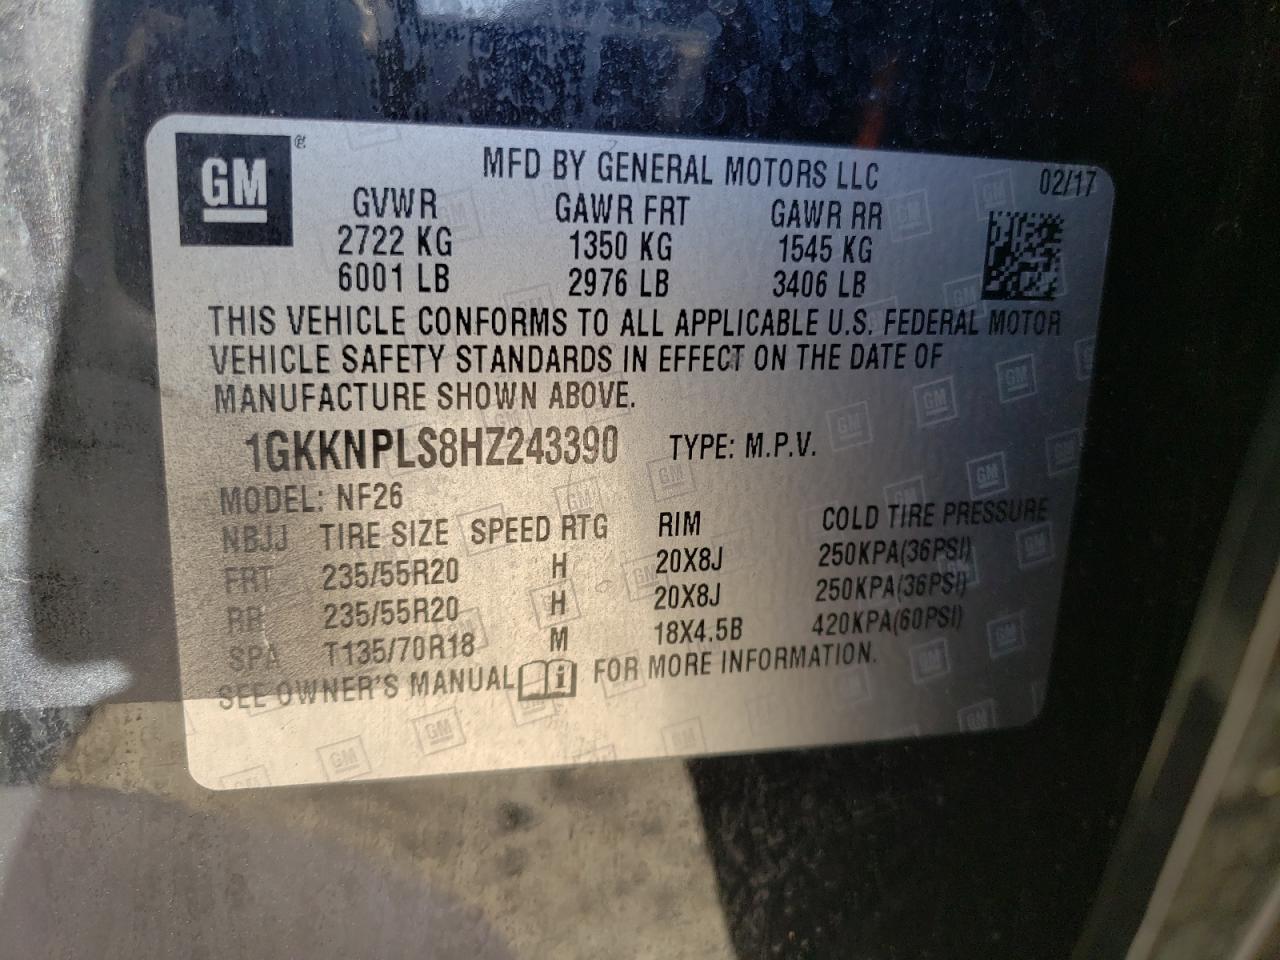 GM
MFD BY GENERAL MOTORS LLC 02/17
GVWR GAWR FRT GAWR RR
2722 KG 1350 KG 1545 KG
6001 LB 2976 LB 3406 LB
THIS VEHICLE CONFORMS TO ALL APPLICABLE U.S. FEDERAL MOTOR
VEHICLE SAFETY STANDARDS IN EFFECT ON THE DATE OF
MANUFACTURE SHOWN ABOVE.
1GKKNPLS8HZ243390 TYPE: M.P.V.
MODEL: NF26
NBJJ TIRE SIZE SPEED RTG RIM COLD TIRE PRESSURE
FRT 235/55R20 H 20X8J 250KPA(36PSI)
RR 235/55R20 H 20X8J 250KPA(36PSI)
SPA T135/70R18 M 18X4.5B 420KPA(60PSI)
SEE OWNER'S MANUAL FOR MORE INFORMATION.